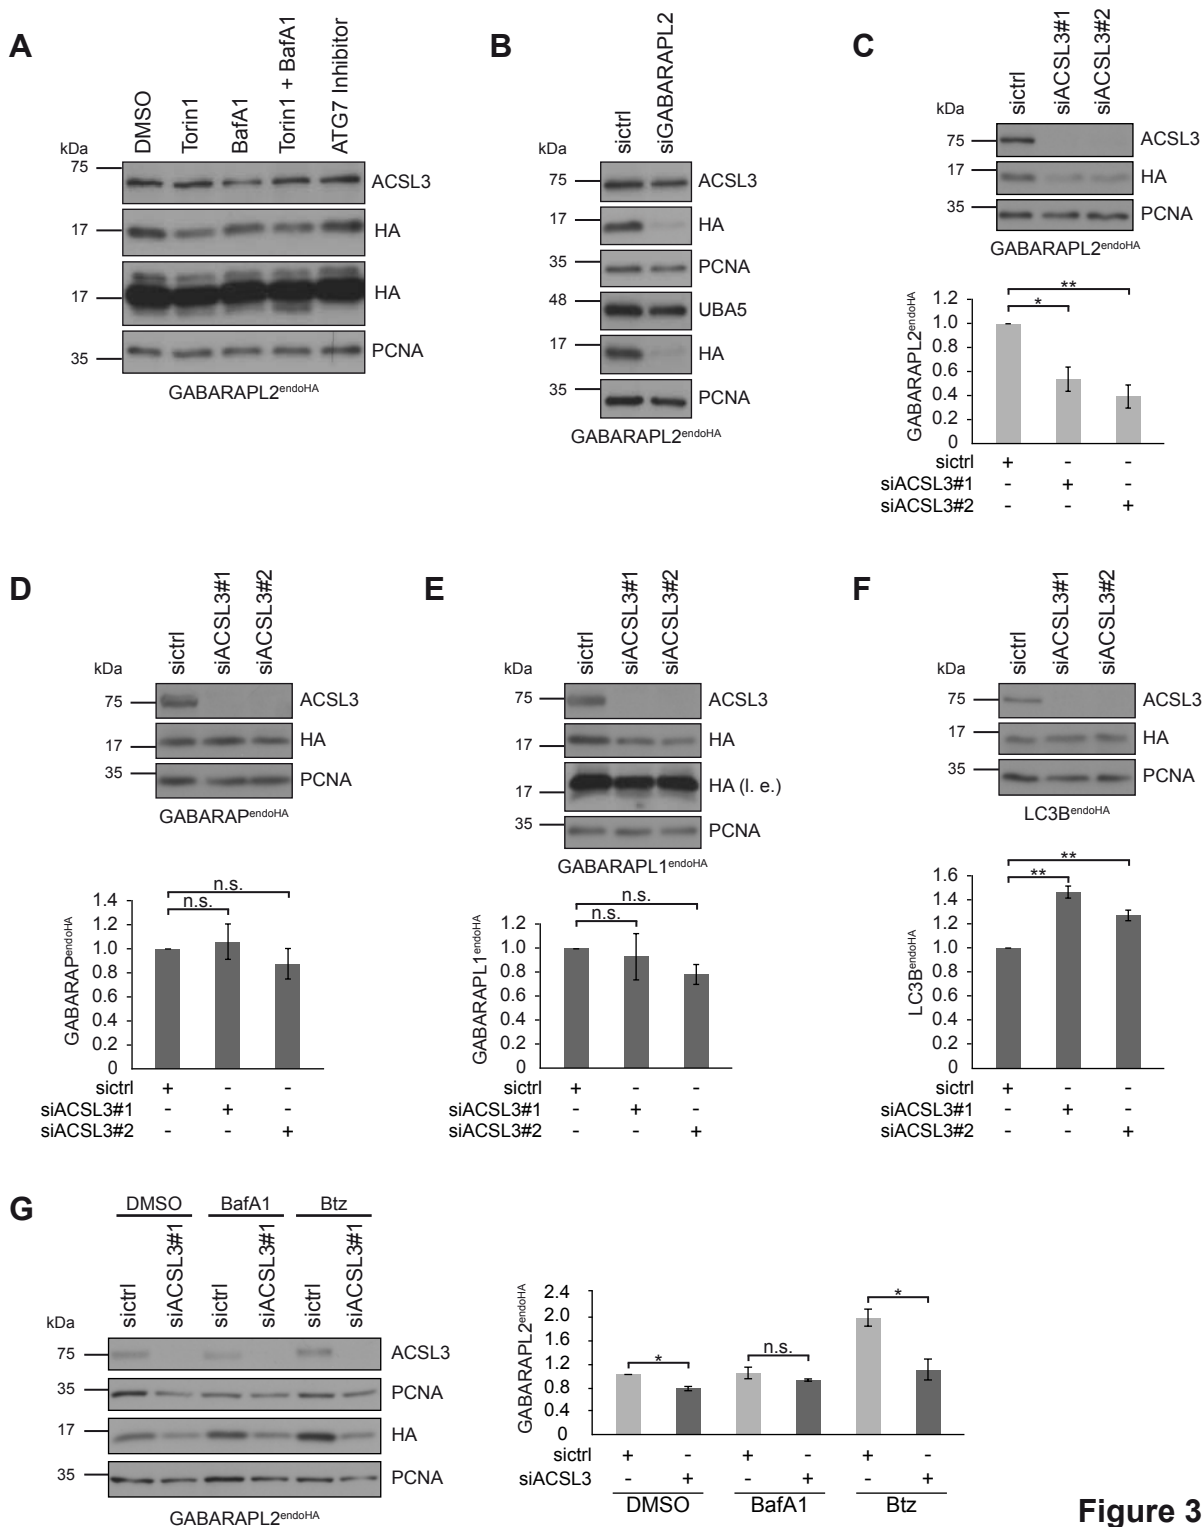 A
DMSO
Torin1
BafA1
Torin1 + BafA1
ATG7 Inhibitor
kDa
75
ACSL3
17
HA
17
HA
35
PCNA
GABARAPL2endoHA
B
sictrl
siGABARAPL2
kDa
75
ACSL3
17
HA
35
PCNA
48
UBA5
17
HA
35
PCNA
GABARAPL2endoHA
C
sictrl
siACSL3#1
siACSL3#2
kDa
75
ACSL3
17
HA
35
PCNA
GABARAPL2endoHA
GABARAPL2endoHA
**
*
1.2
1.0
0.8
0.6
0.4
0.2
0
sictrl + - -
siACSL3#1 - + -
siACSL3#2 - - +
D
sictrl
siACSL3#1
siACSL3#2
kDa
75
ACSL3
17
HA
35
PCNA
GABARAPendoHA
GABARAPendoHA
n.s.
n.s.
1.4
1.2
1.0
0.8
0.6
0.4
0.2
0
sictrl + - -
siACSL3#1 - + -
siACSL3#2 - - +
E
sictrl
siACSL3#1
siACSL3#2
kDa
75
ACSL3
17
HA
17
HA (l. e.)
35
PCNA
GABARAPL1endoHA
GABARAPL1endoHA
n.s.
n.s.
1.2
1.0
0.8
0.6
0.4
0.2
0
sictrl + - -
siACSL3#1 - + -
siACSL3#2 - - +
F
sictrl
siACSL3#1
siACSL3#2
kDa
75
ACSL3
17
HA
35
PCNA
LC3BendoHA
LC3BendoHA
**
**
1.6
1.4
1.2
1.0
0.8
0.6
0.4
0.2
0
sictrl + - -
siACSL3#1 - + -
siACSL3#2 - - +
G
DMSO BafA1 Btz
sictrl
siACSL3#1
sictrl
siACSL3#1
sictrl
siACSL3#1
kDa
75
ACSL3
35
PCNA
17
HA
35
PCNA
GABARAPL2endoHA
GABARAPL2endoHA
2.4
2.0
1.6
1.2
0.8
0.4
0
*
n.s.
*
sictrl + - + - + -
siACSL3 - + - + - +
DMSO BafA1 Btz
Figure 3